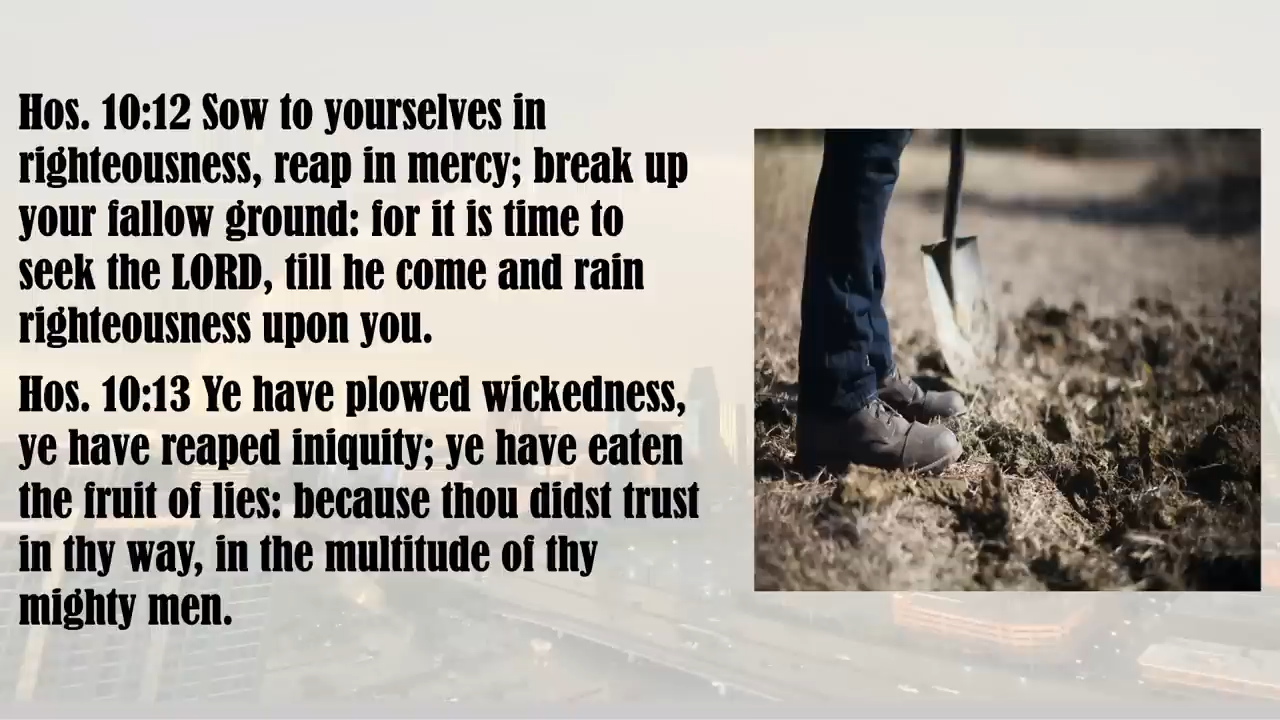 Hos. 10:12 Sow to yourselves in
righteousness, reap in mercy; break up
your fallow ground: for it is time to
seek the LORD, till he come and rain
righteousness upon you.
Hos. 10:13 Ye have plowed wickedness,
ye have reaped iniquity; ye have eaten
the fruit of lies: because thou didst trust
in thy way, in the multitude of thy
mighty men.